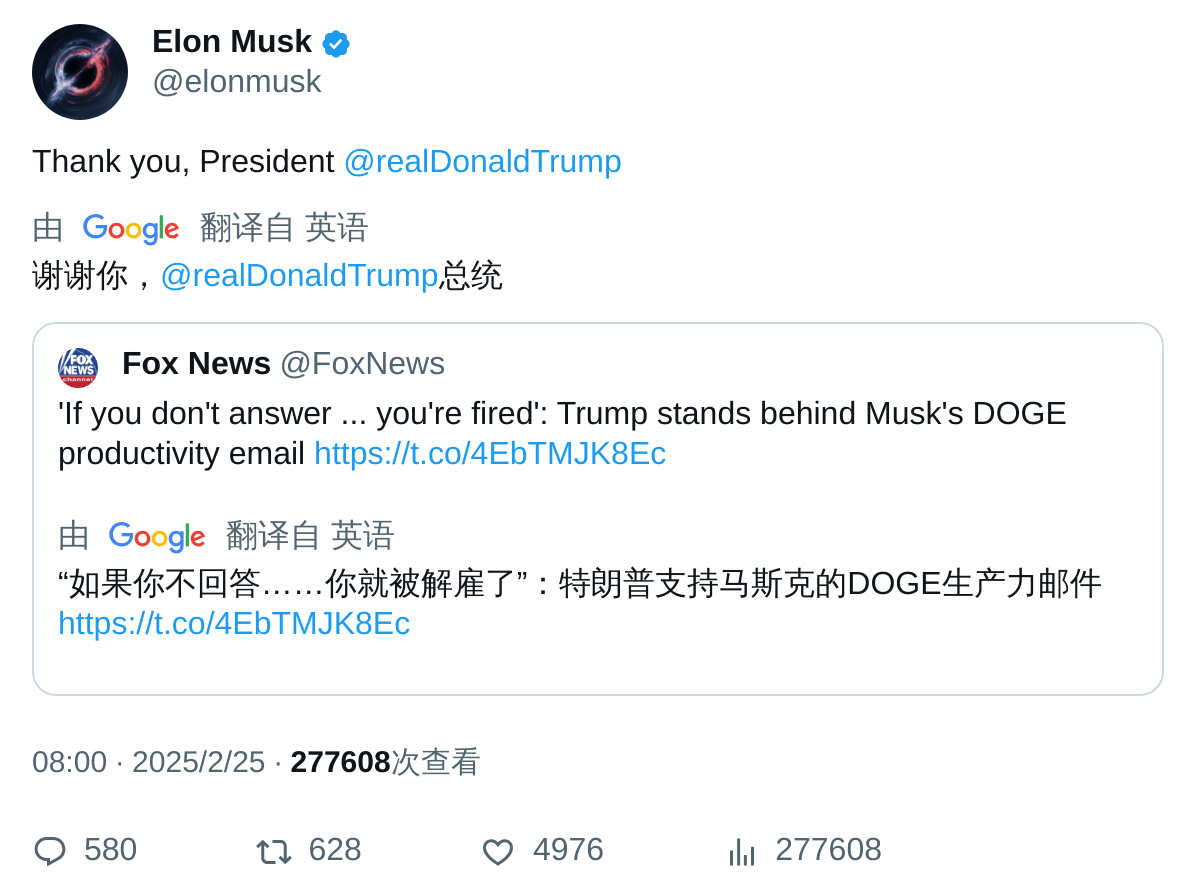 Elon Musk
@elonmusk
Thank you, President @realDonaldTrump
由 Google 翻译自 英语
谢谢你，@realDonaldTrump总统
FOX NEWS channel
Fox News @FoxNews
'If you don't answer ... you're fired': Trump stands behind Musk's DOGE
productivity email https://t.co/4EbTMJK8Ec
由 Google 翻译自 英语
“如果你不回答……你就被解雇了”：特朗普支持马斯克的DOGE生产力邮件
https://t.co/4EbTMJK8Ec
08:00 · 2025/2/25 · 277608次查看
580 628 4976 277608